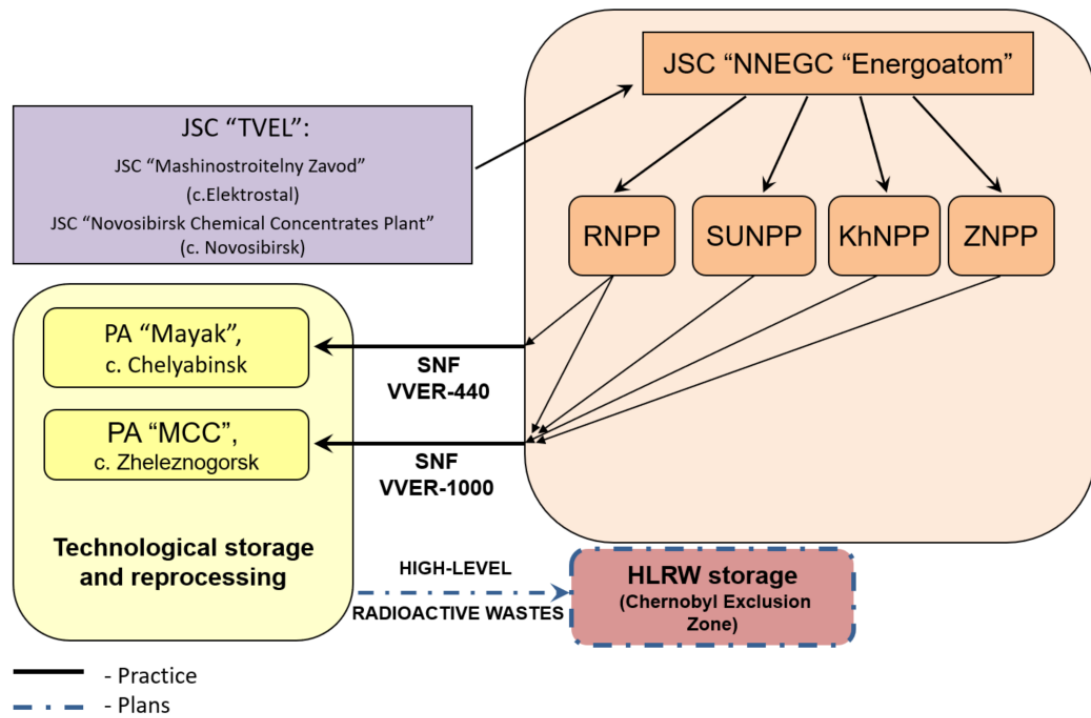 JSC “NNEGC “Energoatom”
JSC “TVEL”:
JSC “Mashinostroitelny Zavod”
(c.Elektrostal)
JSC “Novosibirsk Chemical Concentrates Plant”
(c. Novosibirsk)
RNPP
SUNPP
KhNPP
ZNPP
PA “Mayak”,
c. Chelyabinsk
SNF
VVER-440
PA “MCC”,
c. Zheleznogorsk
SNF
VVER-1000
Technological storage
and reprocessing
HIGH-LEVEL
RADIOACTIVE WASTES
HLRW storage
(Chernobyl Exclusion
Zone)
- Practice
- Plans